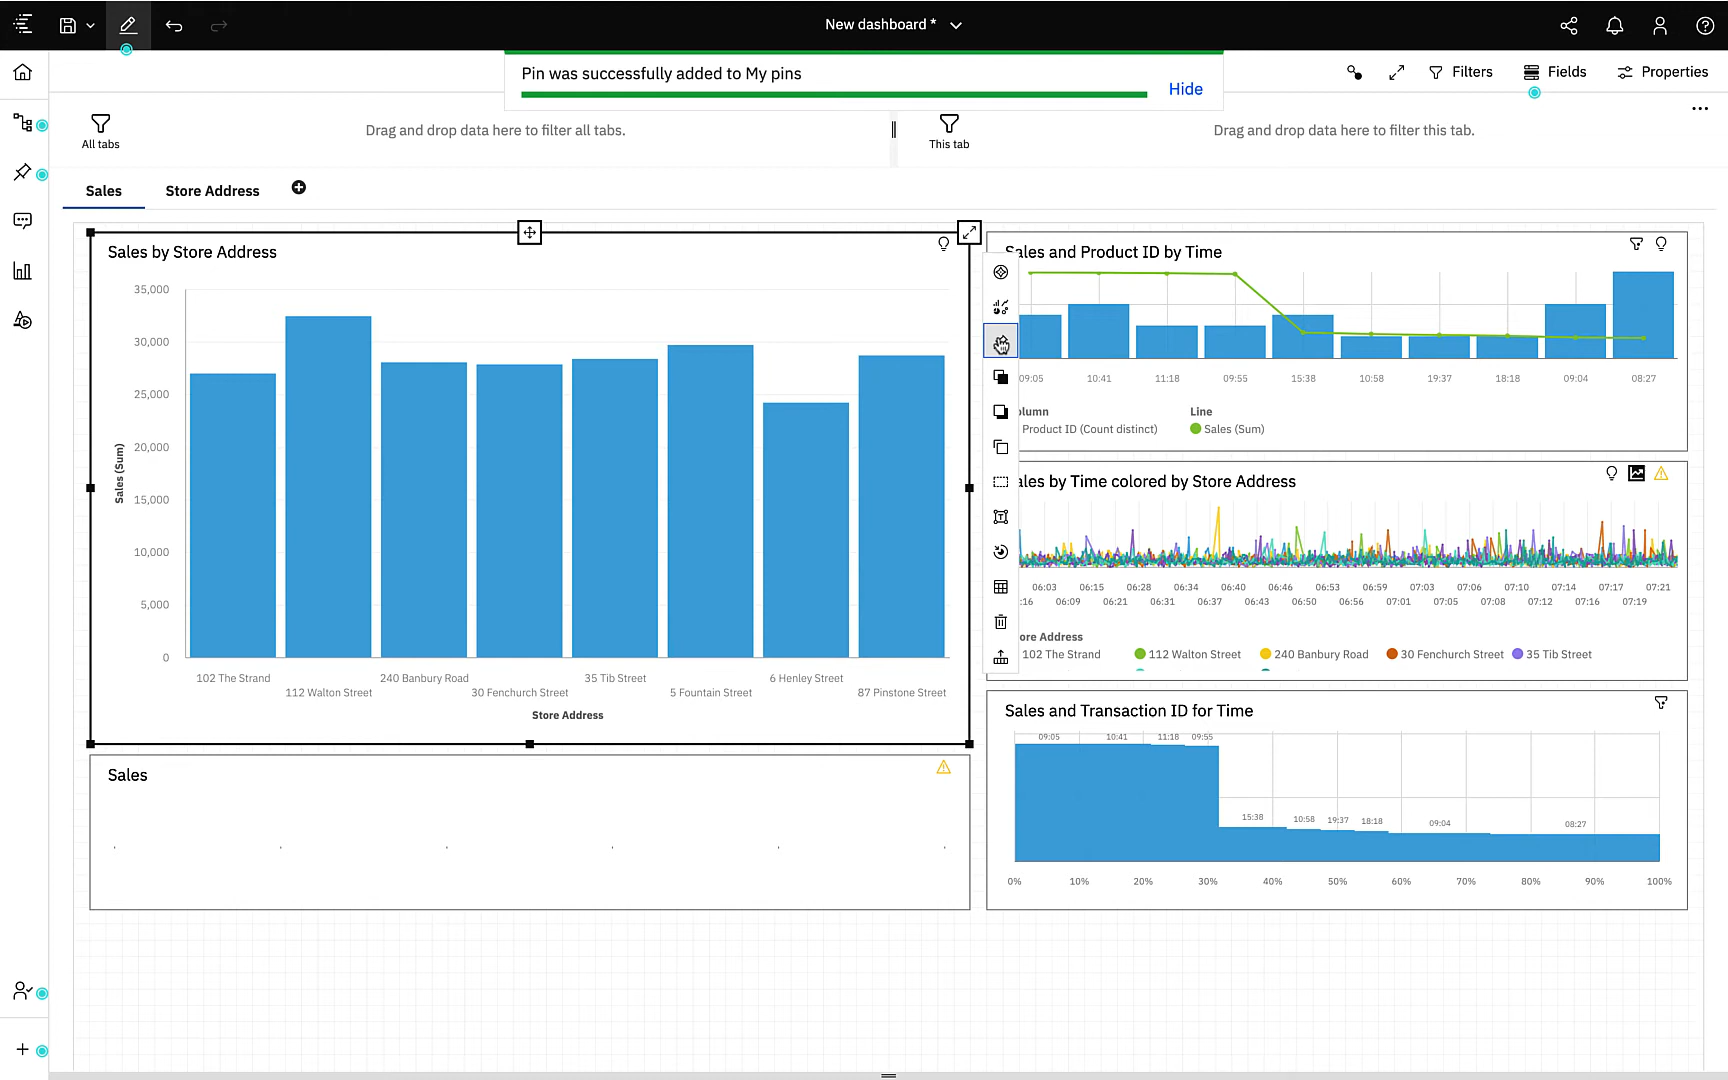 New dashboard *
Pin was successfully added to My pins
Hide
Filters
Fields
Properties
All tabs
Drag and drop data here to filter all tabs.
This tab
Drag and drop data here to filter this tab.
Sales
Store Address
Sales by Store Address
35,000
30,000
25,000
20,000
15,000
10,000
5,000
0
Sales (Sum)
102 The Strand
112 Walton Street
240 Banbury Road
30 Fenchurch Street
35 Tib Street
5 Fountain Street
6 Henley Street
87 Pinstone Street
Store Address
Sales
Sales and Product ID by Time
09:05 10:41 11:18 09:55 15:38 10:58 19:37 18:18 09:04 08:27
olumn
Line
Product ID (Count distinct)
Sales (Sum)
ales by Time colored by Store Address
06:03 06:15 06:28 06:34 06:40 06:46 06:53 06:59 07:03 07:06 07:10 07:14 07:17 07:21
:16 06:09 06:21 06:31 06:37 06:43 06:50 06:56 07:01 07:05 07:08 07:12 07:16 07:19
ore Address
102 The Strand
112 Walton Street
240 Banbury Road
30 Fenchurch Street
35 Tib Street
Sales and Transaction ID for Time
09:05 10:41 11:18 09:55
15:38 10:58 19:37 18:18 09:04 08:27
0% 10% 20% 30% 40% 50% 60% 70% 80% 90% 100%